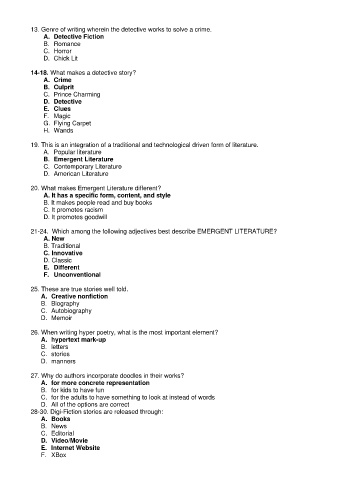 13. Genre of writing wherein the detective works to solve a crime.
A. Detective Fiction
B. Romance
C. Horror
D. Chick Lit
14-18. What makes a detective story?
A. Crime
B. Culprit
C. Prince Charming
D. Detective
E. Clues
F. Magic
G. Flying Carpet
H. Wands
19. This is an integration of a traditional and technological driven form of literature.
A. Popular literature
B. Emergent Literature
C. Contemporary Literature
D. American Literature
20. What makes Emergent Literature different?
A. It has a specific form, content, and style
B. It makes people read and buy books
C. It promotes racism
D. It promotes goodwill
21-24. Which among the following adjectives best describe EMERGENT LITERATURE?
A. New
B. Traditional
C. Innovative
D. Classic
E. Different
F. Unconventional
25. These are true stories well told.
A. Creative nonfiction
B. Biography
C. Autobiography
D. Memoir
26. When writing hyper poetry, what is the most important element?
A. hypertext mark-up
B. letters
C. stories
D. manners
27. Why do authors incorporate doodles in their works?
A. for more concrete representation
B. for kids to have fun
C. for the adults to have something to look at instead of words
D. All of the options are correct
28-30. Digi-Fiction stories are released through:
A. Books
B. News
C. Editorial
D. Video/Movie
E. Internet Website
F. XBox